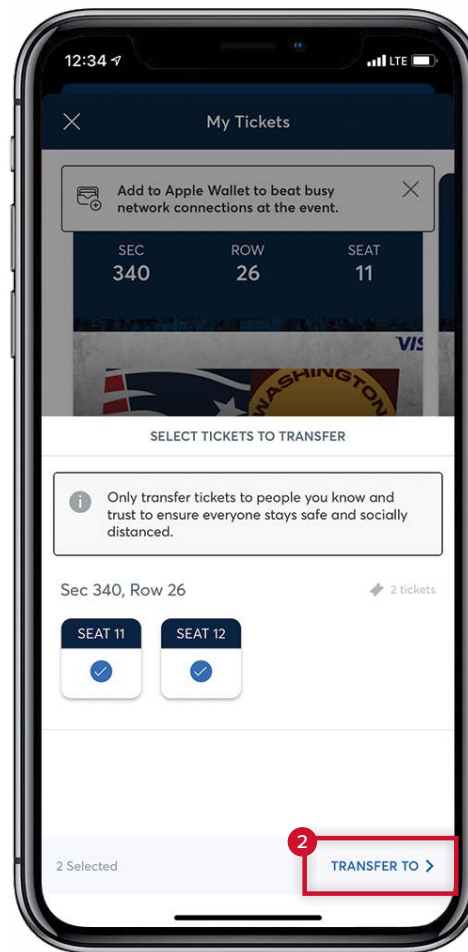 12:34 LTE
My Tickets
Add to Apple Wallet to beat busy
network connections at the event.
SEC ROW SEAT
340 26 11
VIS
WASHINGTON
SELECT TICKETS TO TRANSFER
Only transfer tickets to people you know and
trust to ensure everyone stays safe and socially
distanced.
Sec 340, Row 26 2 tickets
SEAT 11 SEAT 12
2
2 Selected TRANSFER TO